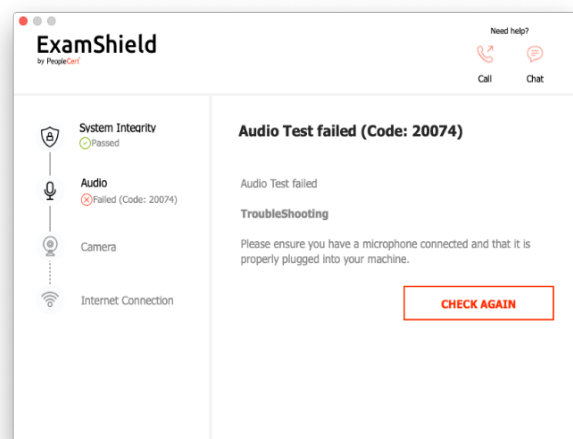 ExamShield
by PeopleCert
Need help?
Call
Chat
System Integrity
Passed
Audio
Failed (Code: 20074)
Camera
Internet Connection
Audio Test failed (Code: 20074)
Audio Test failed
TroubleShooting
Please ensure you have a microphone connected and that it is
properly plugged into your machine.
CHECK AGAIN